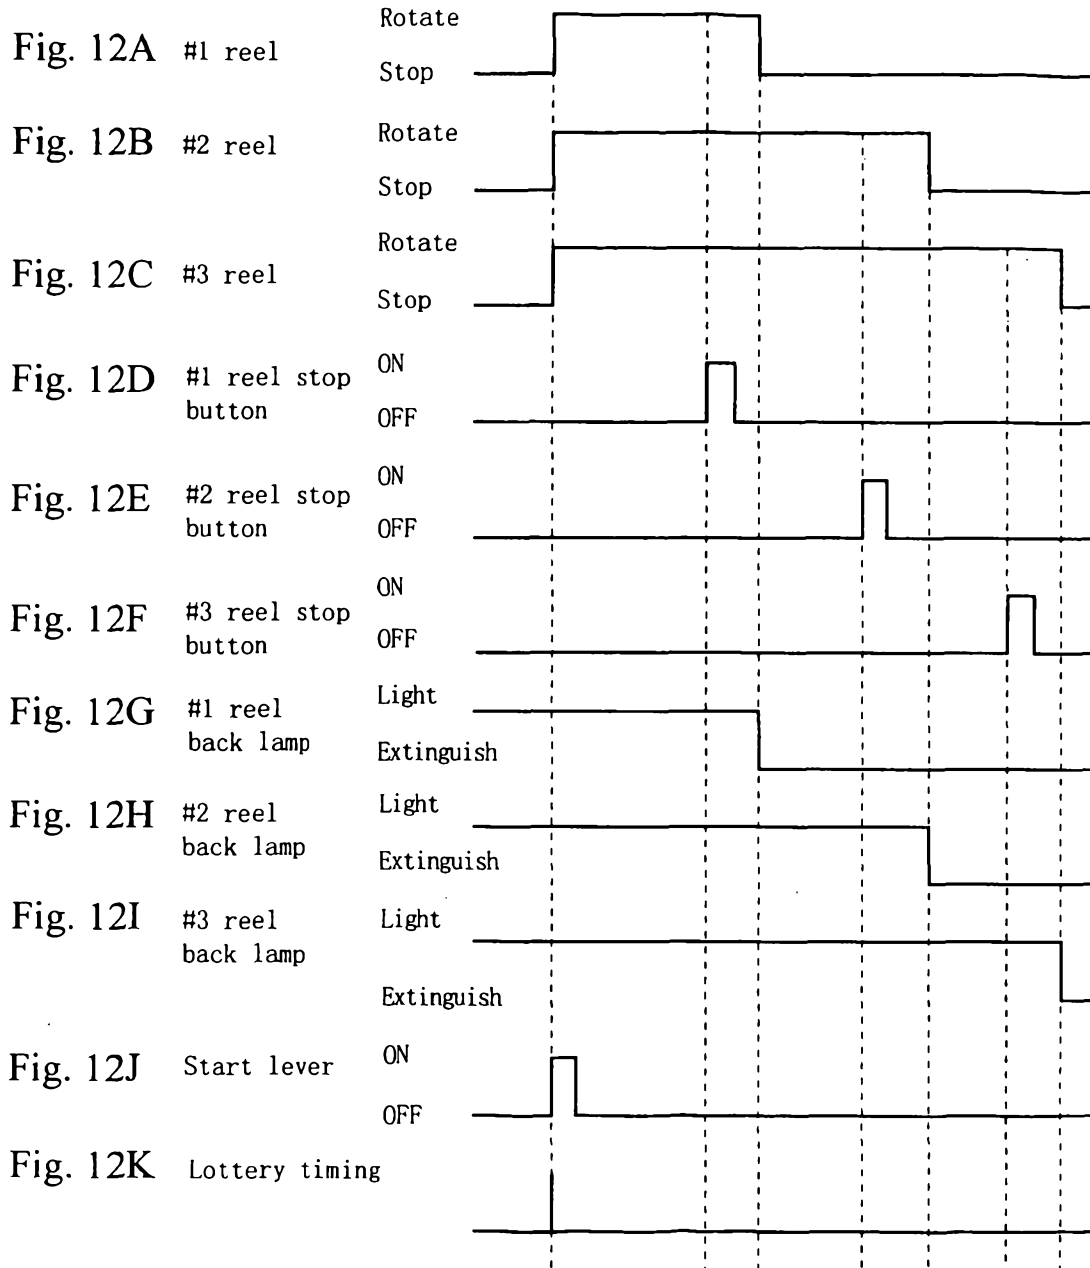 Fig. 12A #1 reel Rotate
Stop
Fig. 12B #2 reel Rotate
Stop
Fig. 12C #3 reel Rotate
Stop
Fig. 12D #1 reel stop button ON
OFF
Fig. 12E #2 reel stop button ON
OFF
Fig. 12F #3 reel stop button ON
OFF
Fig. 12G #1 reel back lamp Light
Extinguish
Fig. 12H #2 reel back lamp Light
Extinguish
Fig. 12I #3 reel back lamp Light
Extinguish
Fig. 12J Start lever ON
OFF
Fig. 12K Lottery timing